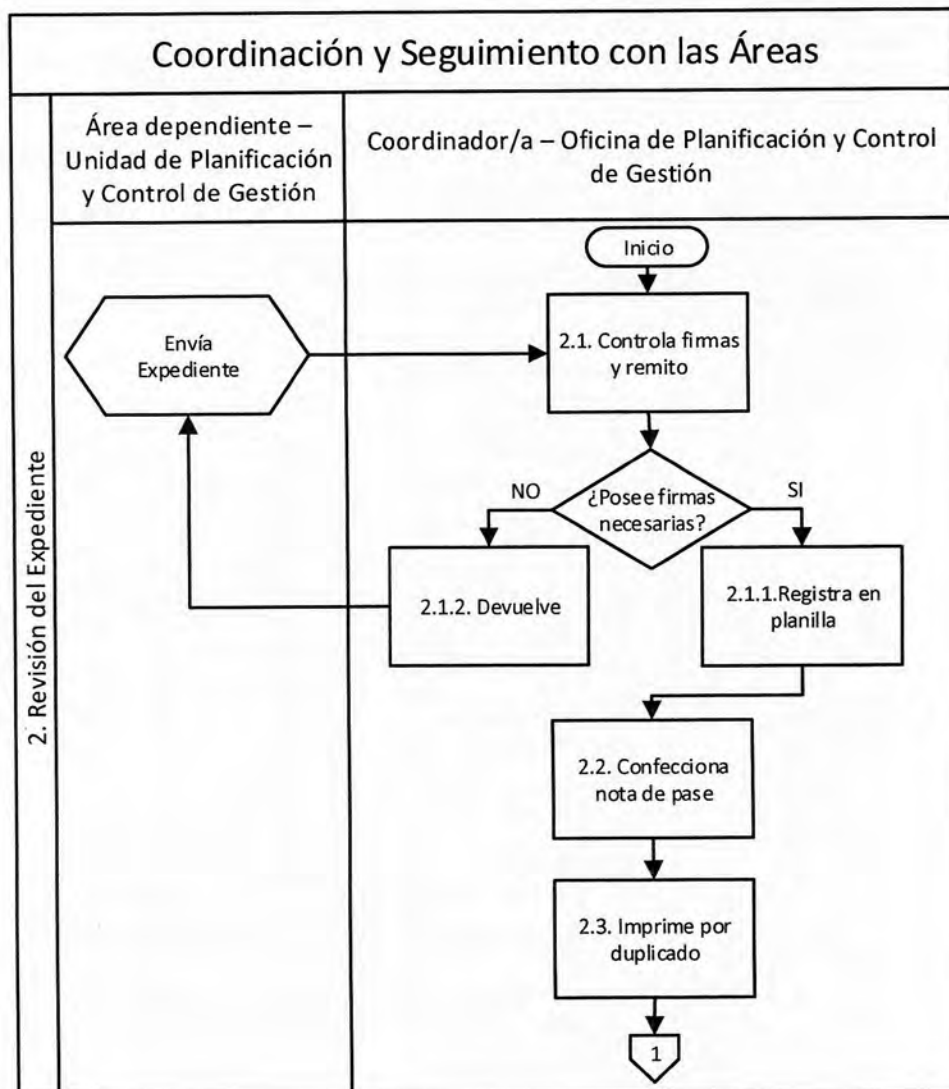 Coordinación y Seguimiento con las Áreas
Área dependiente –
Unidad de Planificación
y Control de Gestión
Coordinador/a – Oficina de Planificación y Control
de Gestión
2. Revisión del Expediente
Inicio
Envía
Expediente
2.1. Controla firmas
y remito
¿Posee firmas
necesarias?
NO
SI
2.1.2. Devuelve
2.1.1.Registra en
planilla
2.2. Confecciona
nota de pase
2.3. Imprime por
duplicado
1